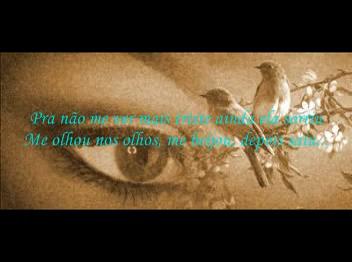 Pra não me ver mais triste ainda ela sorriu
Me olhou nos olhos, me beijou, depois saiu...